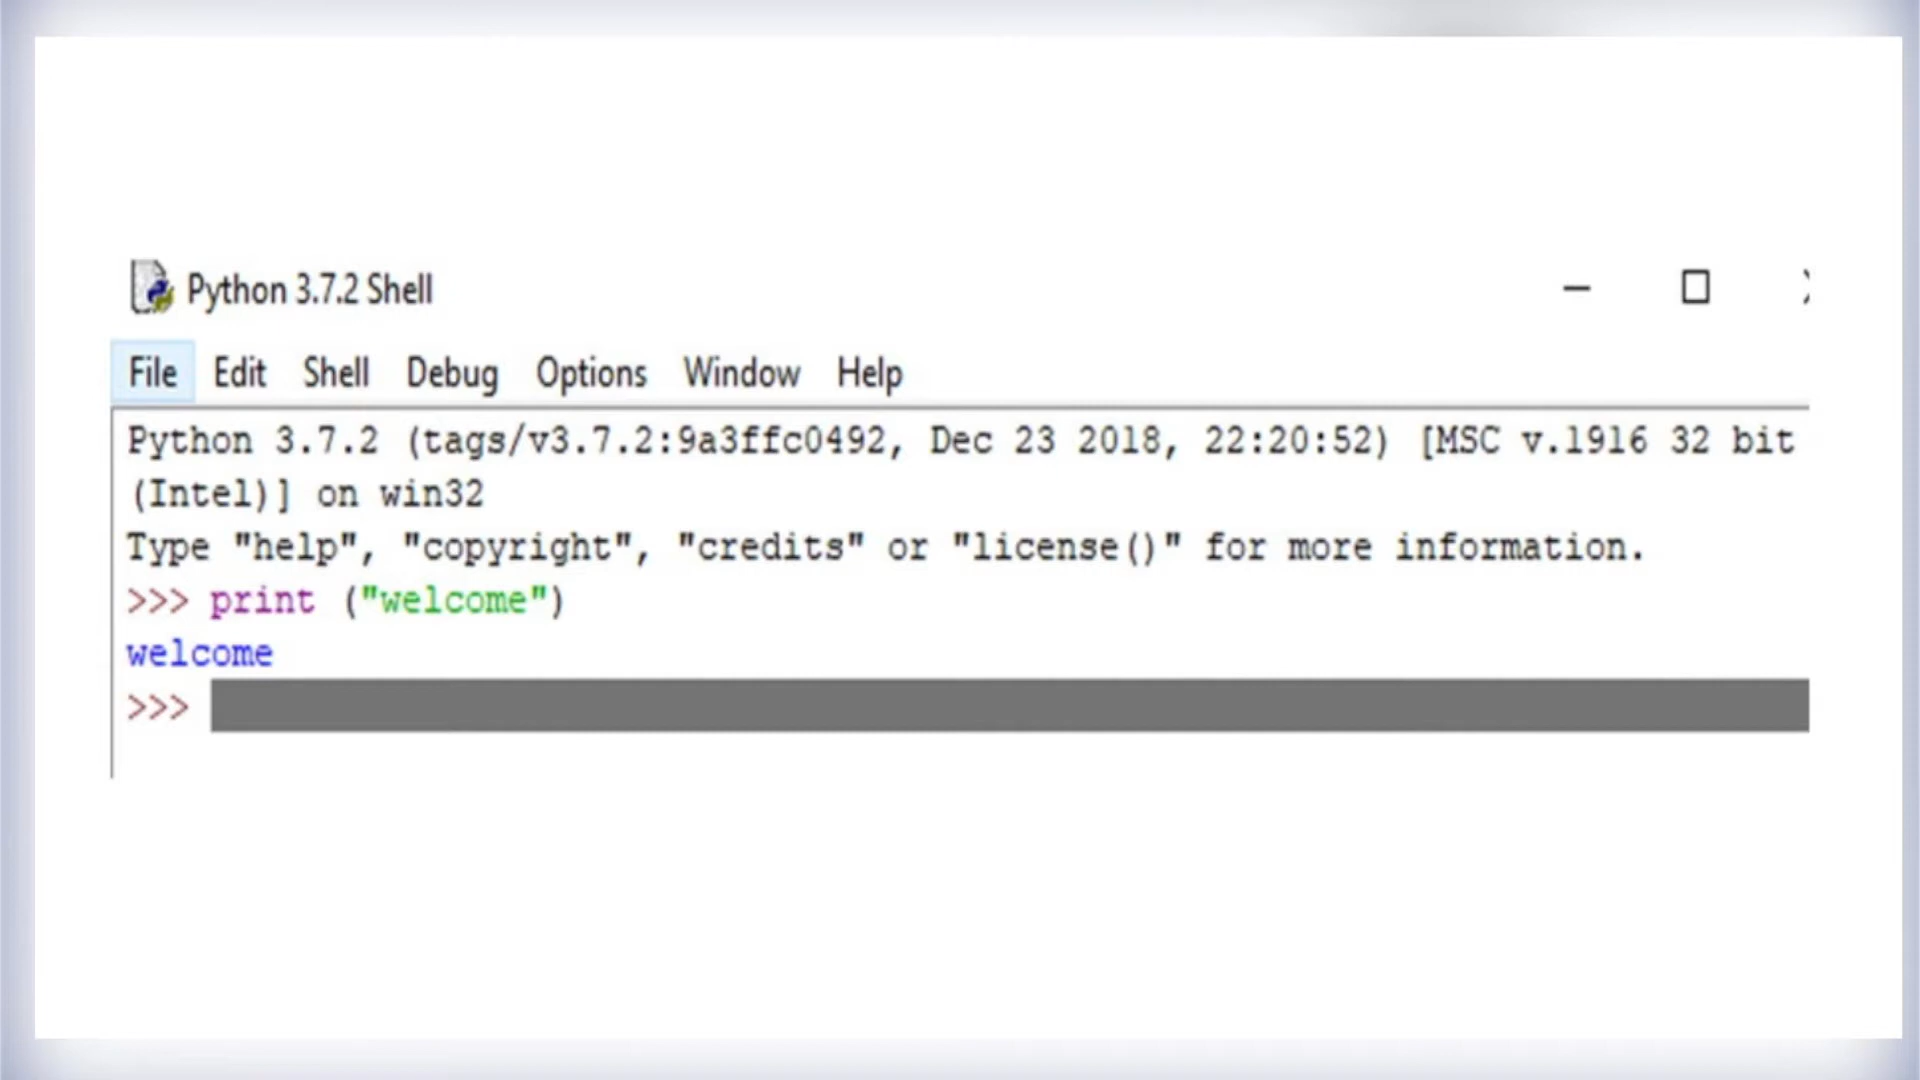 Python 3.7.2 Shell
File Edit Shell Debug Options Window Help
Python 3.7.2 (tags/v3.7.2:9a3ffc0492, Dec 23 2018, 22:20:52) [MSC v.1916 32 bit
(Intel)] on win32
Type "help", "copyright", "credits" or "license()" for more information.
>>> print ("welcome")
welcome
>>>